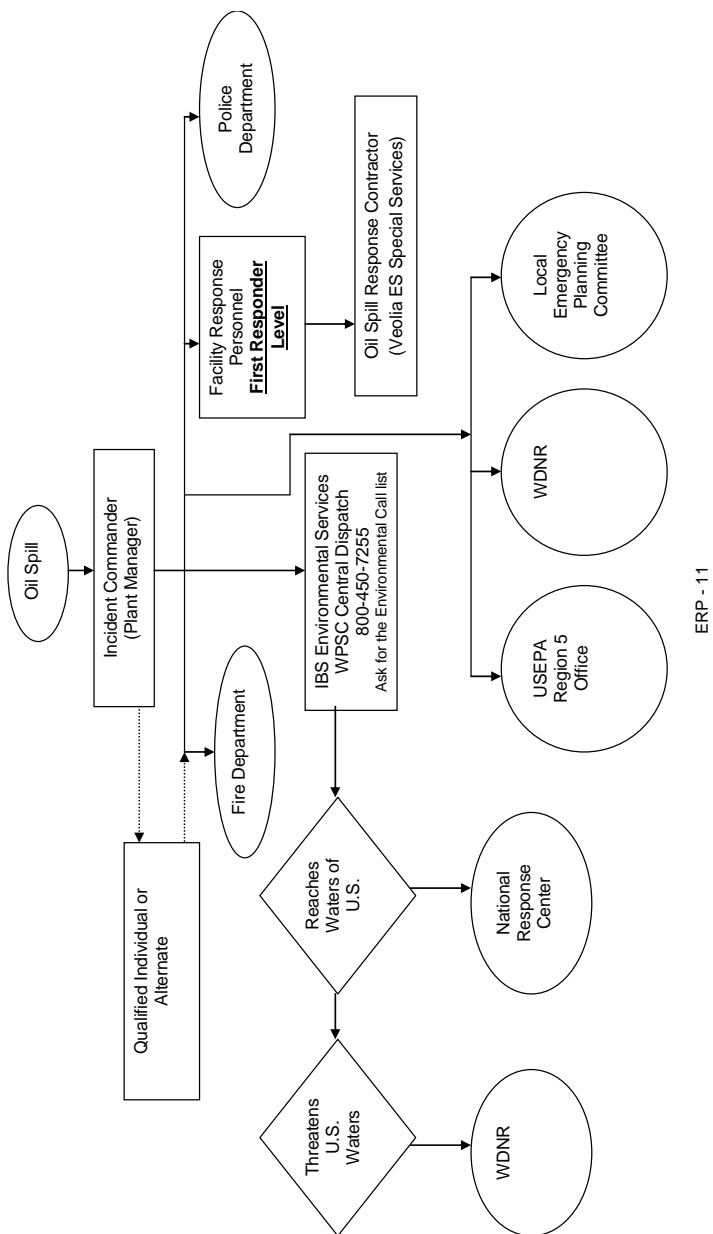 Oil Spill
Incident Commander
(Plant Manager)
Qualified Individual or
Alternate
Fire Department
Police
Department
Facility Response
Personnel
First Responder
Level
Oil Spill Response Contractor
(Veolia ES Special Services)
IBS Environmental Services
WPSC Central Dispatch
800-450-7255
Ask for the Environmental Call list
Reaches
Waters of
U.S.
Threatens
U.S.
Waters
WDNR
National
Response
Center
USEPA
Region 5
Office
WDNR
Local
Emergency
Planning
Committee
ERP - 11